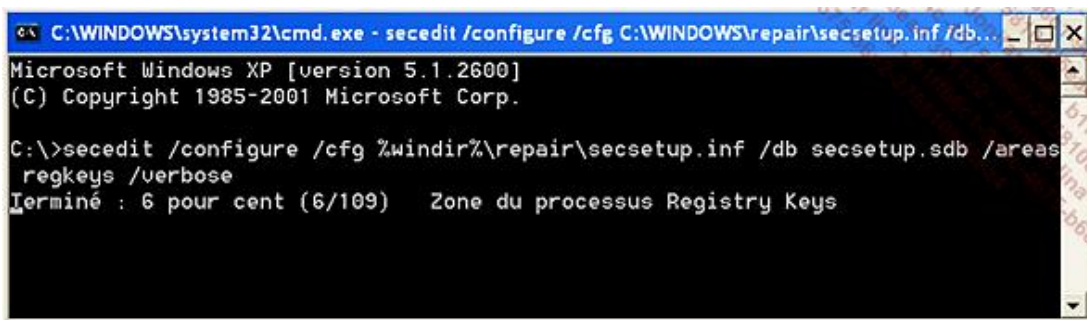 C:\WINDOWS\system32\cmd.exe - secedit /configure /cfg C:\WINDOWS\repair\secsetup.inf /db...
Microsoft Windows XP [version 5.1.2600]
(C) Copyright 1985-2001 Microsoft Corp.
C:\>secedit /configure /cfg %windir%\repair\secsetup.inf /db secsetup.sdb /areas
regkeys /verbose
Terminé : 6 pour cent (6/109) Zone du processus Registry Keys